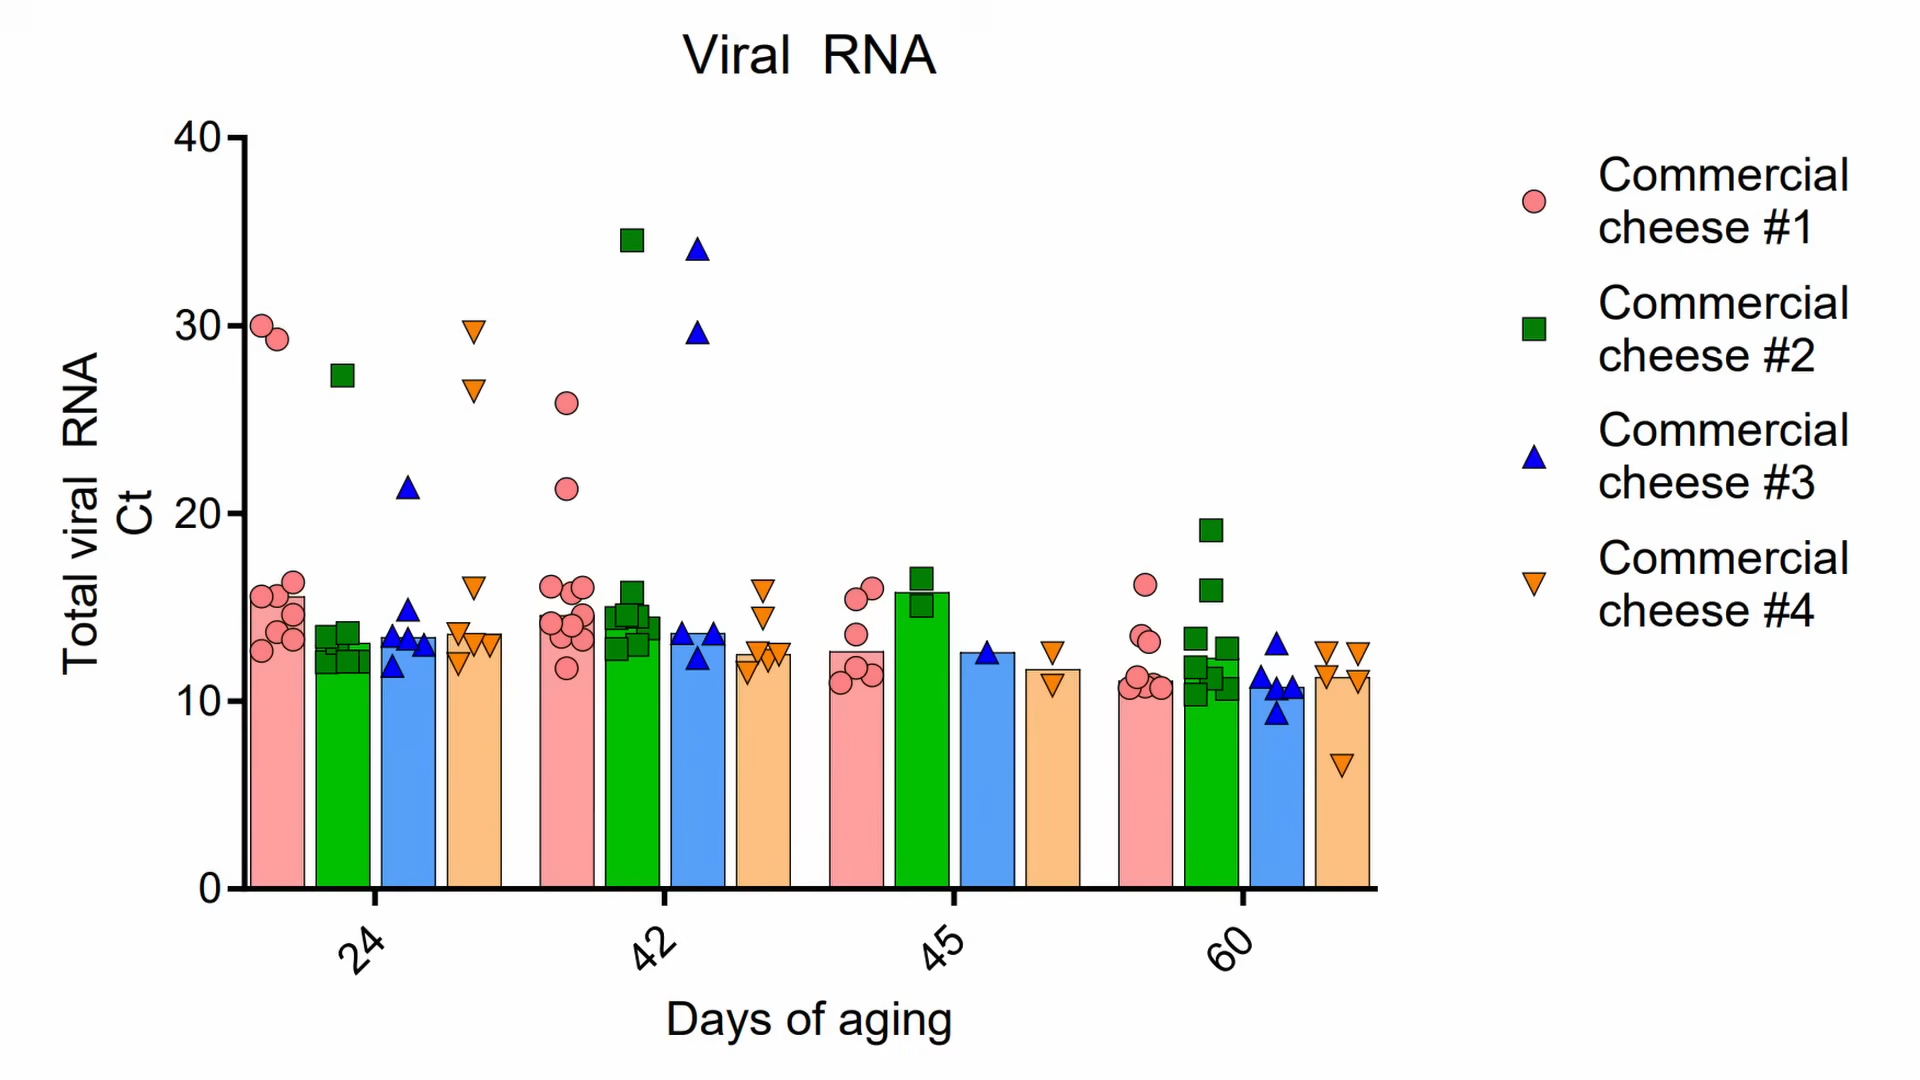 Viral RNA
Total viral RNA
Ct
40
30
20
10
0
24
42
45
60
Days of aging
Commercial
cheese #1
Commercial
cheese #2
Commercial
cheese #3
Commercial
cheese #4